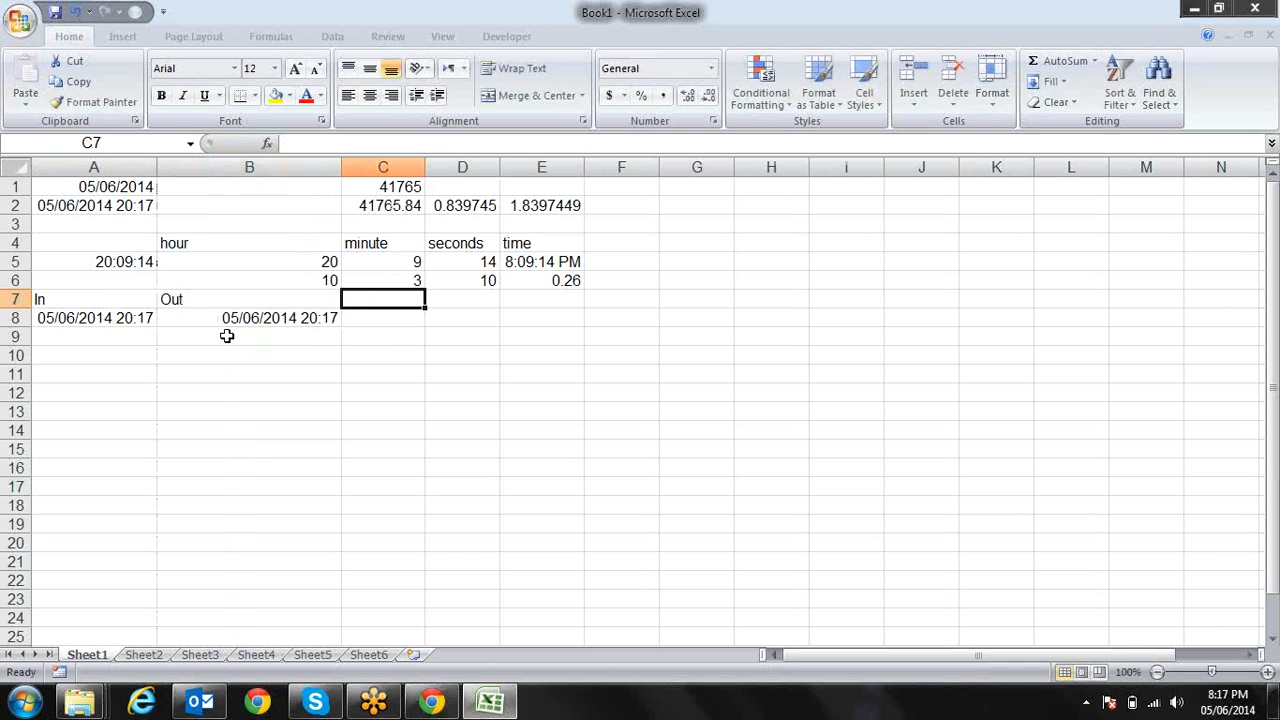 Book1 - Microsoft Excel
Home Insert Page Layout Formulas Data Review View Developer
Paste Cut Copy Format Painter
Arial 12
B I U A A A
Wrap Text
Merge & Center
General
$ % ,
Conditional Formatting
Format as Table
Cell Styles
Insert Delete Format
AutoSum Fill Clear
Sort & Filter
Find & Select
Clipboard Font Alignment Number Styles Cells Editing
C7 fx
A B C D E F G H I J K L M N
1 05/06/2014 41765
2 05/06/2014 20:17 41765.84 0.839745 1.8397449
3
4 hour minute seconds time
5 20:09:14 20 9 14 8:09:14 PM
6 10 3 10 0.26
7 In Out
8 05/06/2014 20:17 05/06/2014 20:17
9
10
11
12
13
14
15
16
17
18
19
20
21
22
23
24
25
Sheet1 Sheet2 Sheet3 Sheet4 Sheet5 Sheet6
Ready 100%
8:17 PM
05/06/2014